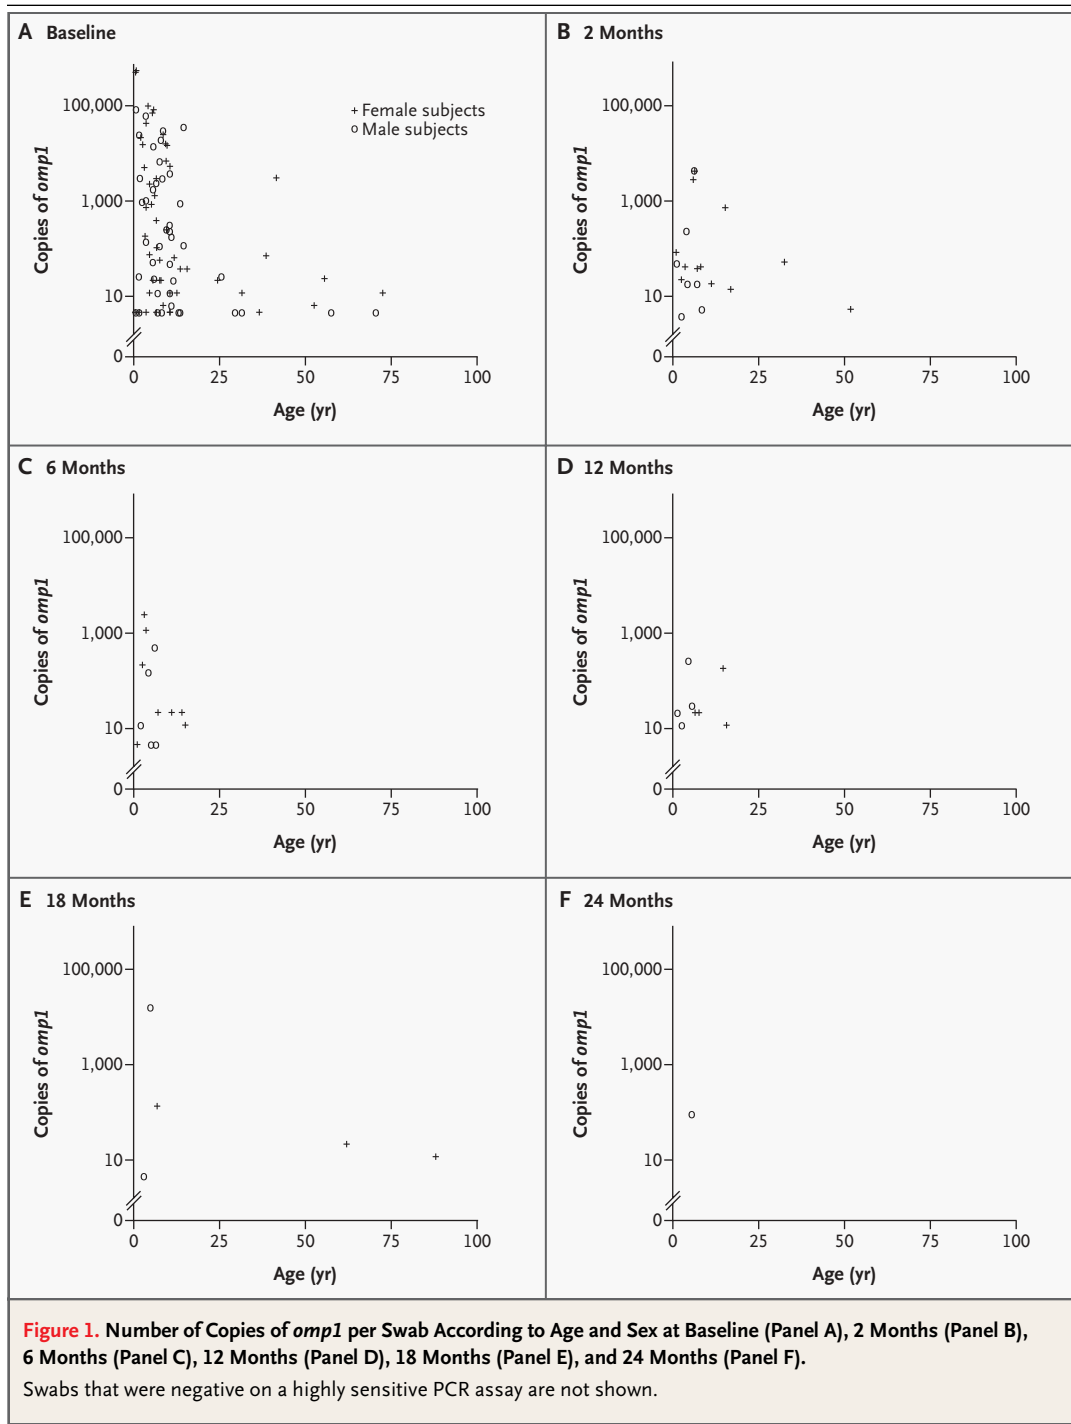 A Baseline
100,000
1,000
10
0
Copies of omp1
+ Female subjects
o Male subjects
0 25 50 75 100
Age (yr)
B 2 Months
100,000
1,000
10
0
Copies of omp1
0 25 50 75 100
Age (yr)
C 6 Months
100,000
1,000
10
0
Copies of omp1
0 25 50 75 100
Age (yr)
D 12 Months
100,000
1,000
10
0
Copies of omp1
0 25 50 75 100
Age (yr)
E 18 Months
100,000
1,000
10
0
Copies of omp1
0 25 50 75 100
Age (yr)
F 24 Months
100,000
1,000
10
0
Copies of omp1
0 25 50 75 100
Age (yr)
Figure 1. Number of Copies of omp1 per Swab According to Age and Sex at Baseline (Panel A), 2 Months (Panel B),
6 Months (Panel C), 12 Months (Panel D), 18 Months (Panel E), and 24 Months (Panel F).
Swabs that were negative on a highly sensitive PCR assay are not shown.